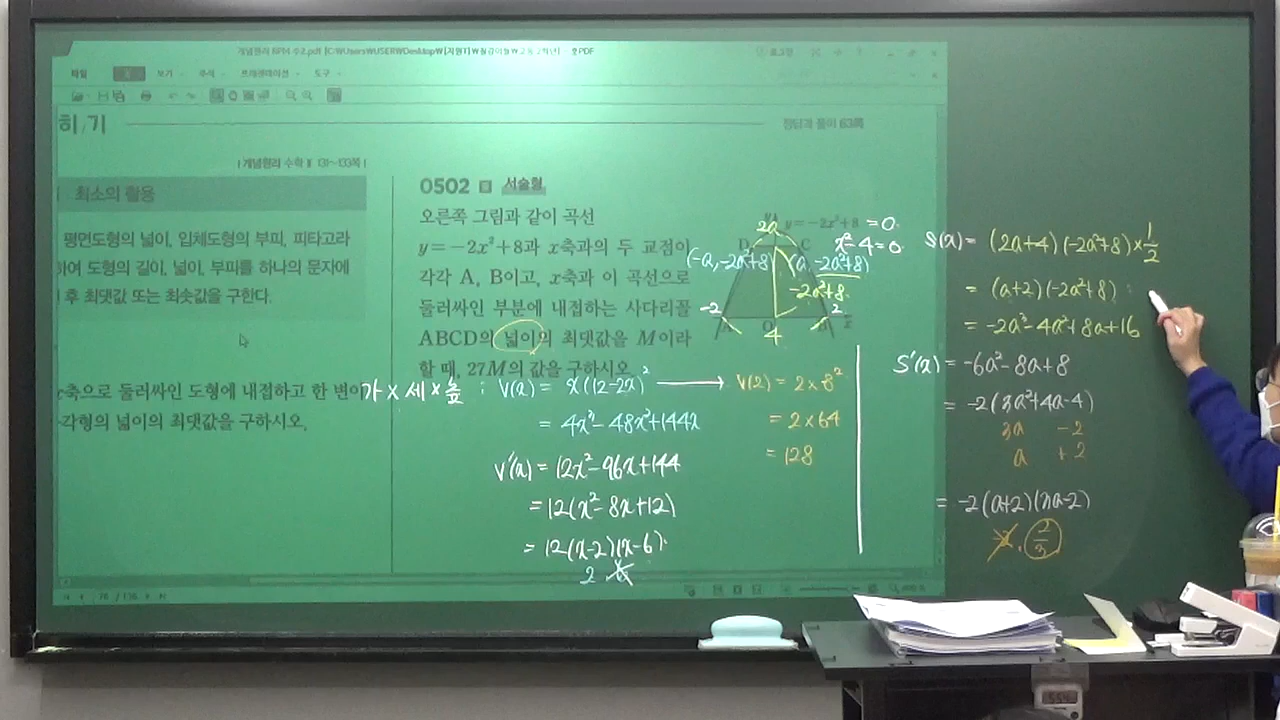 개념원리 RPM 수2.pdf
파일
보기
주석
도구
히 기
정답과 풀이 63쪽
개념원리 수학 Ⅱ 131~133쪽
최소의 활용
평면도형의 넓이, 입체도형의 부피, 피타고라
하여 도형의 길이, 넓이, 부피를 하나의 문자에
후 최댓값 또는 최솟값을 구한다.
축으로 둘러싸인 도형에 내접하고 한 변이
각형의 넓이의 최댓값을 구하시오.
0502 서술형
오른쪽 그림과 같이 곡선
y=-2x²+8과 x축과의 두 교점이
각각 A, B이고, x축과 이 곡선으로
둘러싸인 부분에 내접하는 사다리꼴
ABCD의 넓이의 최댓값을 M이라
할 때, 27M의 값을 구하시오.
y=-2x²+8 =0
x²-4=0
2a
D C
(-a, -2a²+8) (a, -2a²+8)
-2a²+8
-2 2
O
4
가×세×높 : V(x) = x(12-2x)² → V(2) = 2×8²
= 4x³-48x²+144x
= 2×64
= 128
V'(x) = 12x²-96x+144
= 12(x²-8x+12)
= 12(x-2)(x-6)
2 6
S(a) = (2a+4)(-2a²+8)×1/2
= (a+2)(-2a²+8)
= -2a³-4a²+8a+16
S'(a) = -6a²-8a+8
= -2(3a²+4a-4)
3a -2
a +2
= -2(a+2)(3a-2)
-2, 2/3